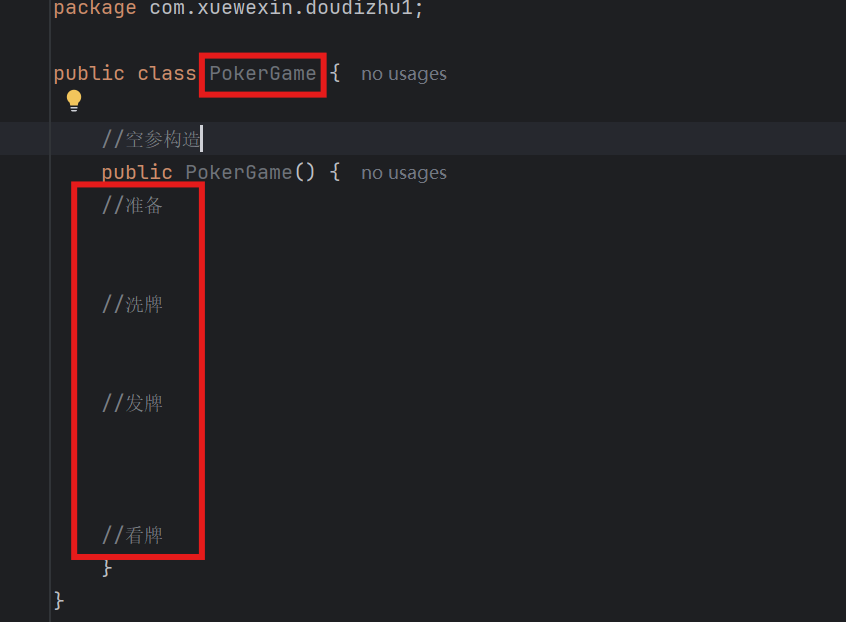 package com.xuewexin.doudizhu1;
public class PokerGame { no usages
//空参构造
public PokerGame() { no usages
//准备
//洗牌
//发牌
//看牌
}
}